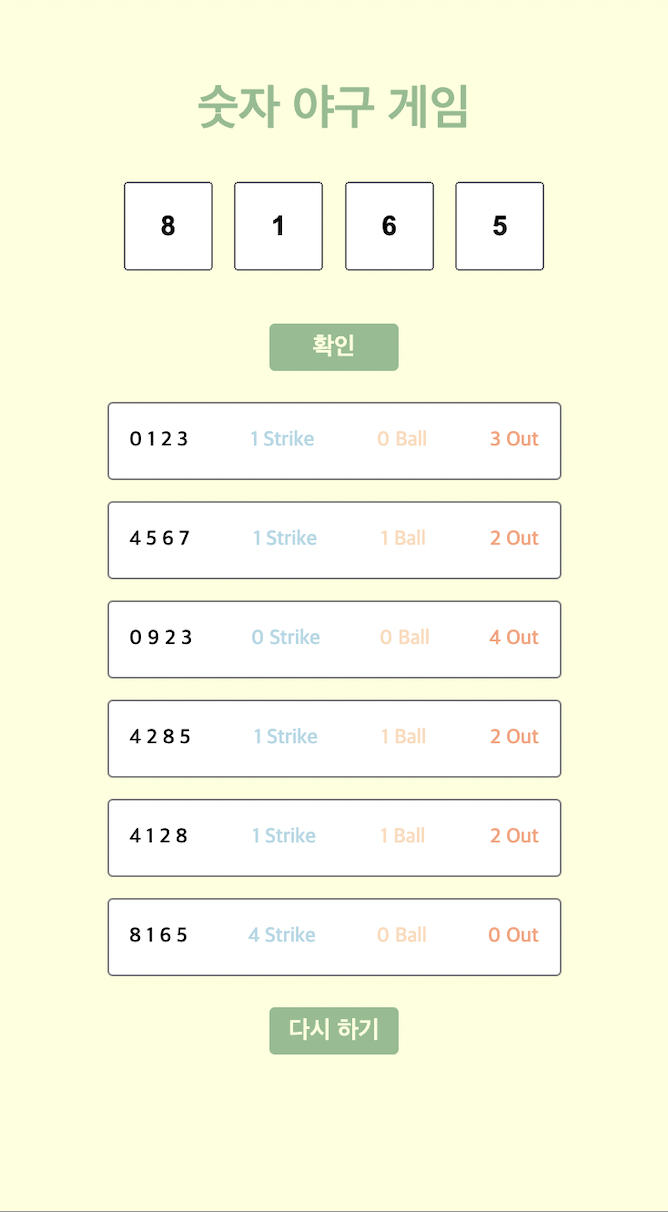 숫자 야구 게임
8 1 6 5
확인
0 1 2 3 1 Strike 0 Ball 3 Out
4 5 6 7 1 Strike 1 Ball 2 Out
0 9 2 3 0 Strike 0 Ball 4 Out
4 2 8 5 1 Strike 1 Ball 2 Out
4 1 2 8 1 Strike 1 Ball 2 Out
8 1 6 5 4 Strike 0 Ball 0 Out
다시 하기